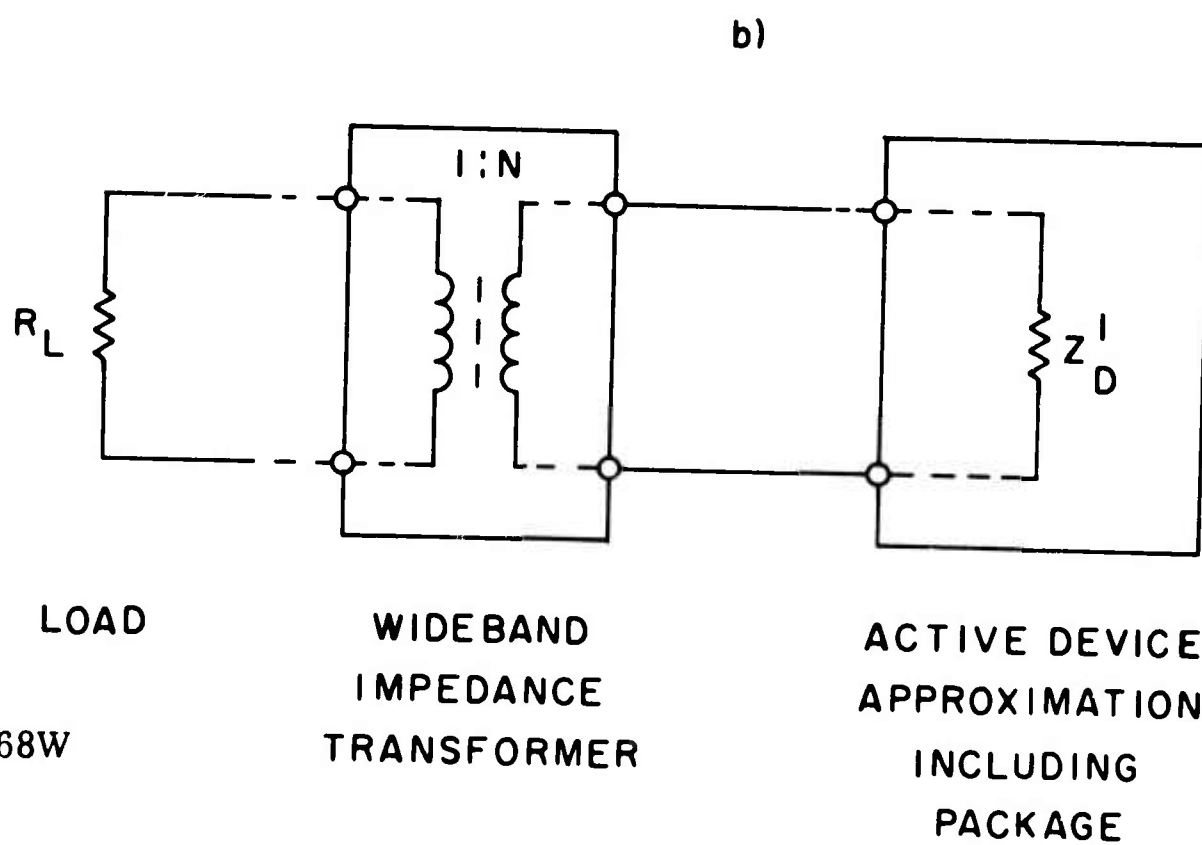 b)
1:N
R_L
Z'_D
LOAD
WIDEBAND
IMPEDANCE
TRANSFORMER
ACTIVE DEVICE
APPROXIMATION
INCLUDING
PACKAGE
68W